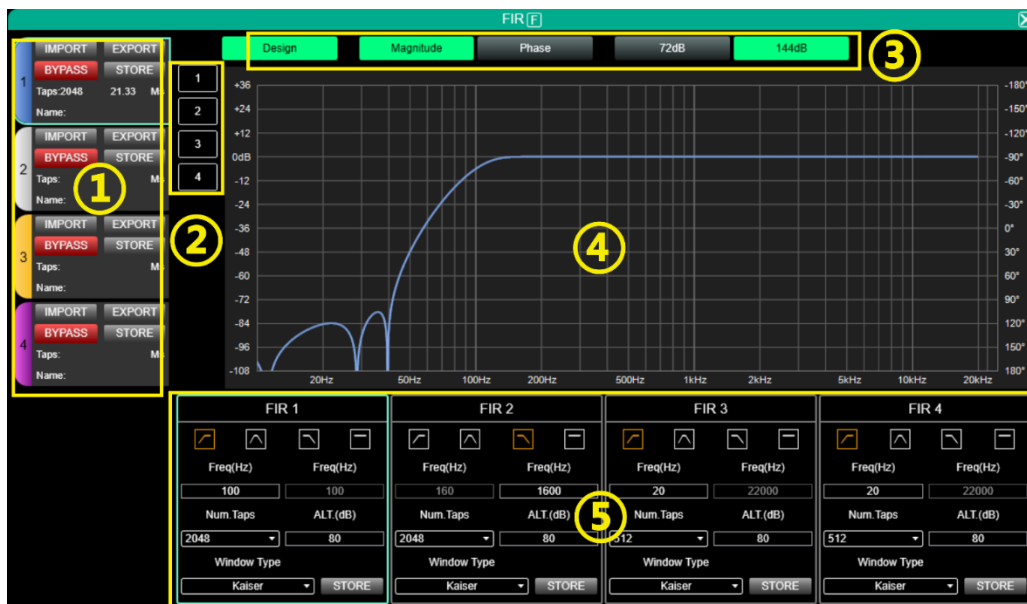 FIR F
Design Magnitude Phase 72dB 144dB
③
1
IMPORT EXPORT
BYPASS STORE
Taps:2048 21.33 Ms
Name:
2
IMPORT EXPORT
BYPASS STORE
Taps: Ms
Name:
①
3
IMPORT EXPORT
BYPASS STORE
Taps: Ms
Name:
4
IMPORT EXPORT
BYPASS STORE
Taps: Ms
Name:
1
2
3
4
②
+36 -180°
+24 -150°
+12 -120°
0dB -90°
-12 -60°
-24 -30°
-36 0°
-48 30°
-60 60°
-72 90°
-84 120°
-96 150°
-108 180°
④
20Hz 50Hz 100Hz 200Hz 500Hz 1kHz 2kHz 5kHz 10kHz 20kHz
FIR 1
Freq(Hz) Freq(Hz)
100 100
Num.Taps ALT.(dB)
2048 80
Window Type
Kaiser STORE
FIR 2
Freq(Hz) Freq(Hz)
160 1600
Num.Taps ALT.(dB)
2048 80
Window Type
Kaiser STORE
⑤
FIR 3
Freq(Hz) Freq(Hz)
20 22000
Num.Taps ALT.(dB)
512 80
Window Type
Kaiser STORE
FIR 4
Freq(Hz) Freq(Hz)
20 22000
Num.Taps ALT.(dB)
512 80
Window Type
Kaiser STORE